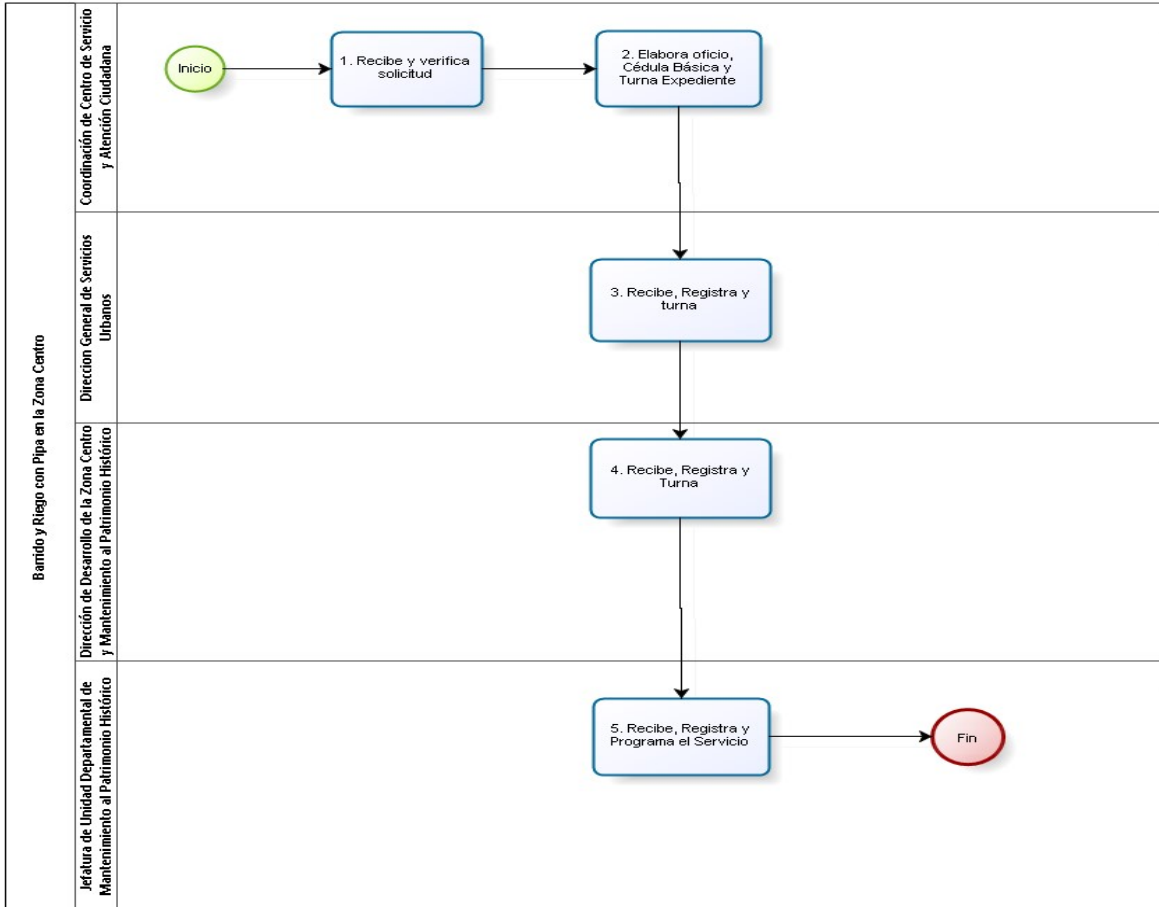 Barrido y Riego con Pipa en la Zona Centro
Coordinación de Centro de Servicio
y Atención Ciudadana
Inicio
1. Recibe y verifica
solicitud
2. Elabora oficio,
Cédula Básica y
Turna Expediente
Direccion General de Servicios
Urbanos
3. Recibe, Registra y
turna
Dirección de Desarrollo de la Zona Centro
y Mantenimiento al Patrimonio Histórico
4. Recibe, Registra y
Turna
Jefatura de Unidad Departamental de
Mantenimiento al Patrimonio Histórico
5. Recibe, Registra y
Programa el Servicio
Fin